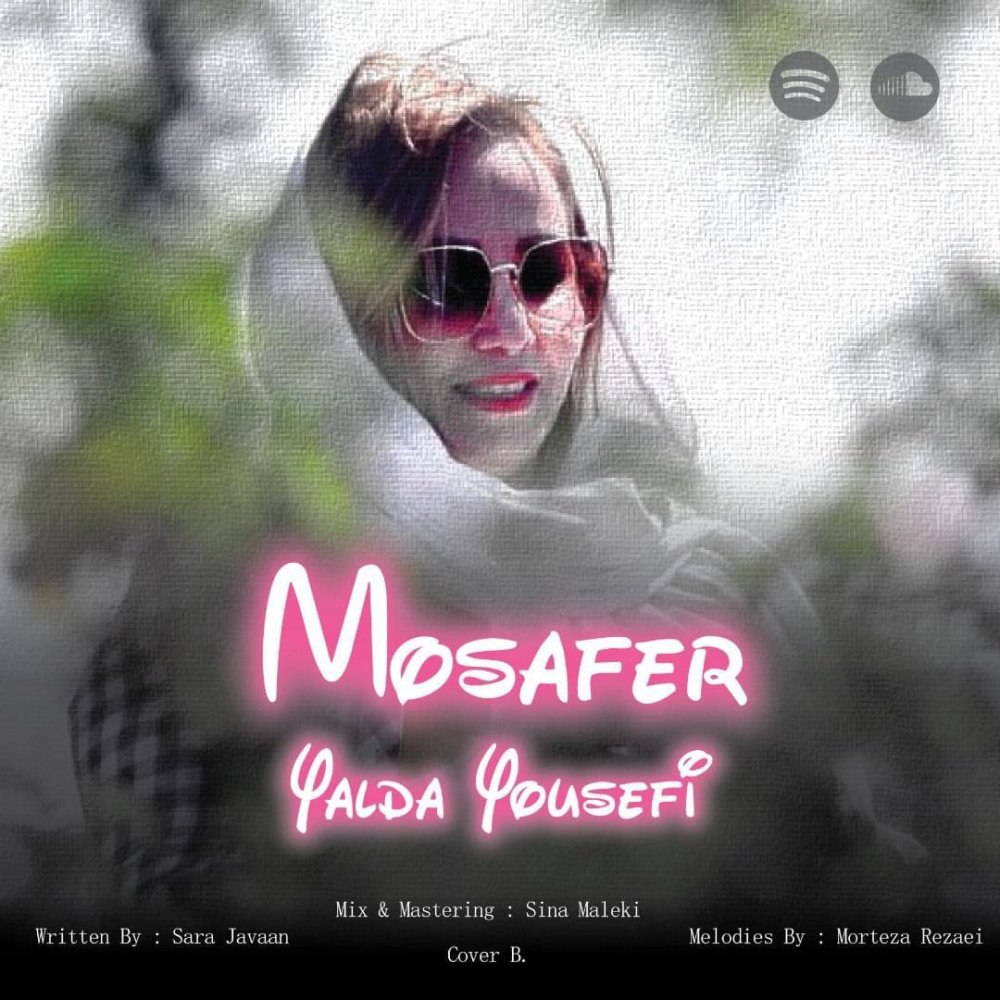 Mosafer
Yalda Yousefi
Mix & Mastering : Sina Maleki
Written By : Sara Javaan
Melodies By : Morteza Rezaei
Cover B.